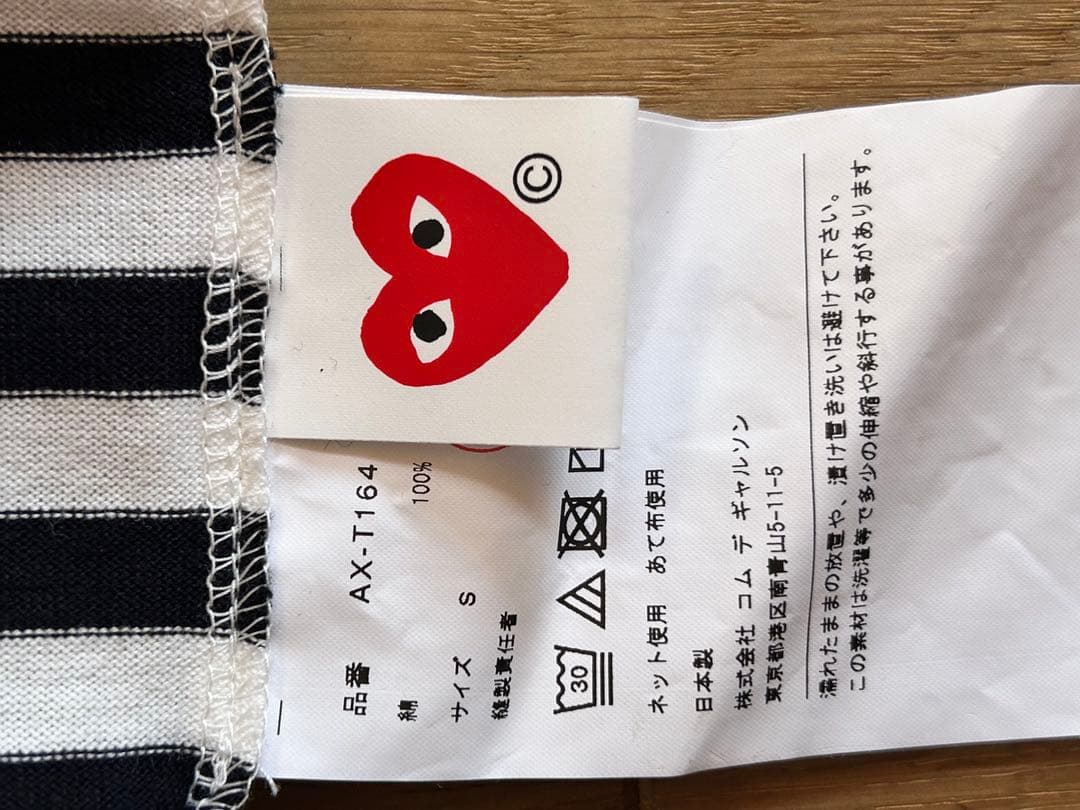 ©
品番 AX-T164
綿 100%
サイズ S
縫製責任者
30
ネット使用 あて布使用
日本製
株式会社 コム デ ギャルソン
東京都港区南青山5-11-5
濡れたままの放置や、漬け置き洗いは避けて下さい。
この素材は洗濯等で多少の伸縮や斜行する事があります。